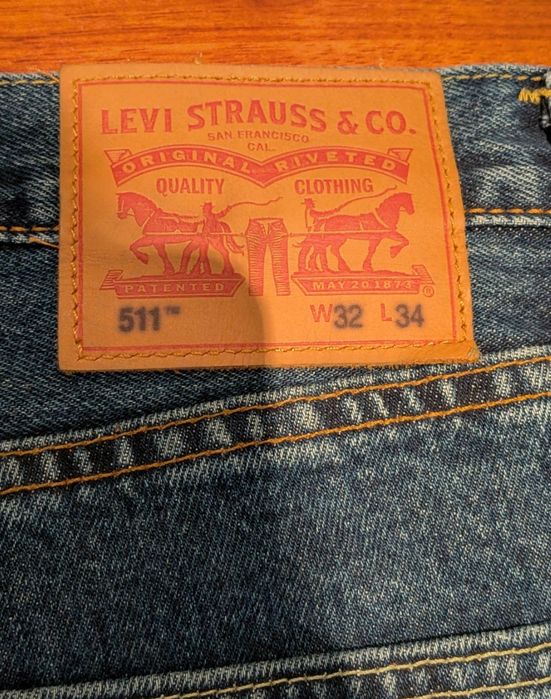 LEVI STRAUSS & CO.
SAN FRANCISCO
CAL.
ORIGINAL RIVETED
QUALITY CLOTHING
PATENTED MAY 20 1873 ®
511™ W32 L34